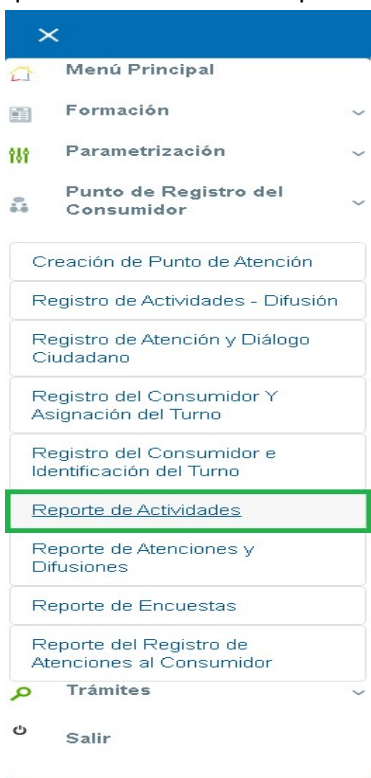 Menú Principal
Formación
Parametrización
Punto de Registro del
Consumidor
Creación de Punto de Atención
Registro de Actividades - Difusión
Registro de Atención y Diálogo
Ciudadano
Registro del Consumidor Y
Asignación del Turno
Registro del Consumidor e
Identificación del Turno
Reporte de Actividades
Reporte de Atenciones y
Difusiones
Reporte de Encuestas
Reporte del Registro de
Atenciones al Consumidor
Trámites
Salir